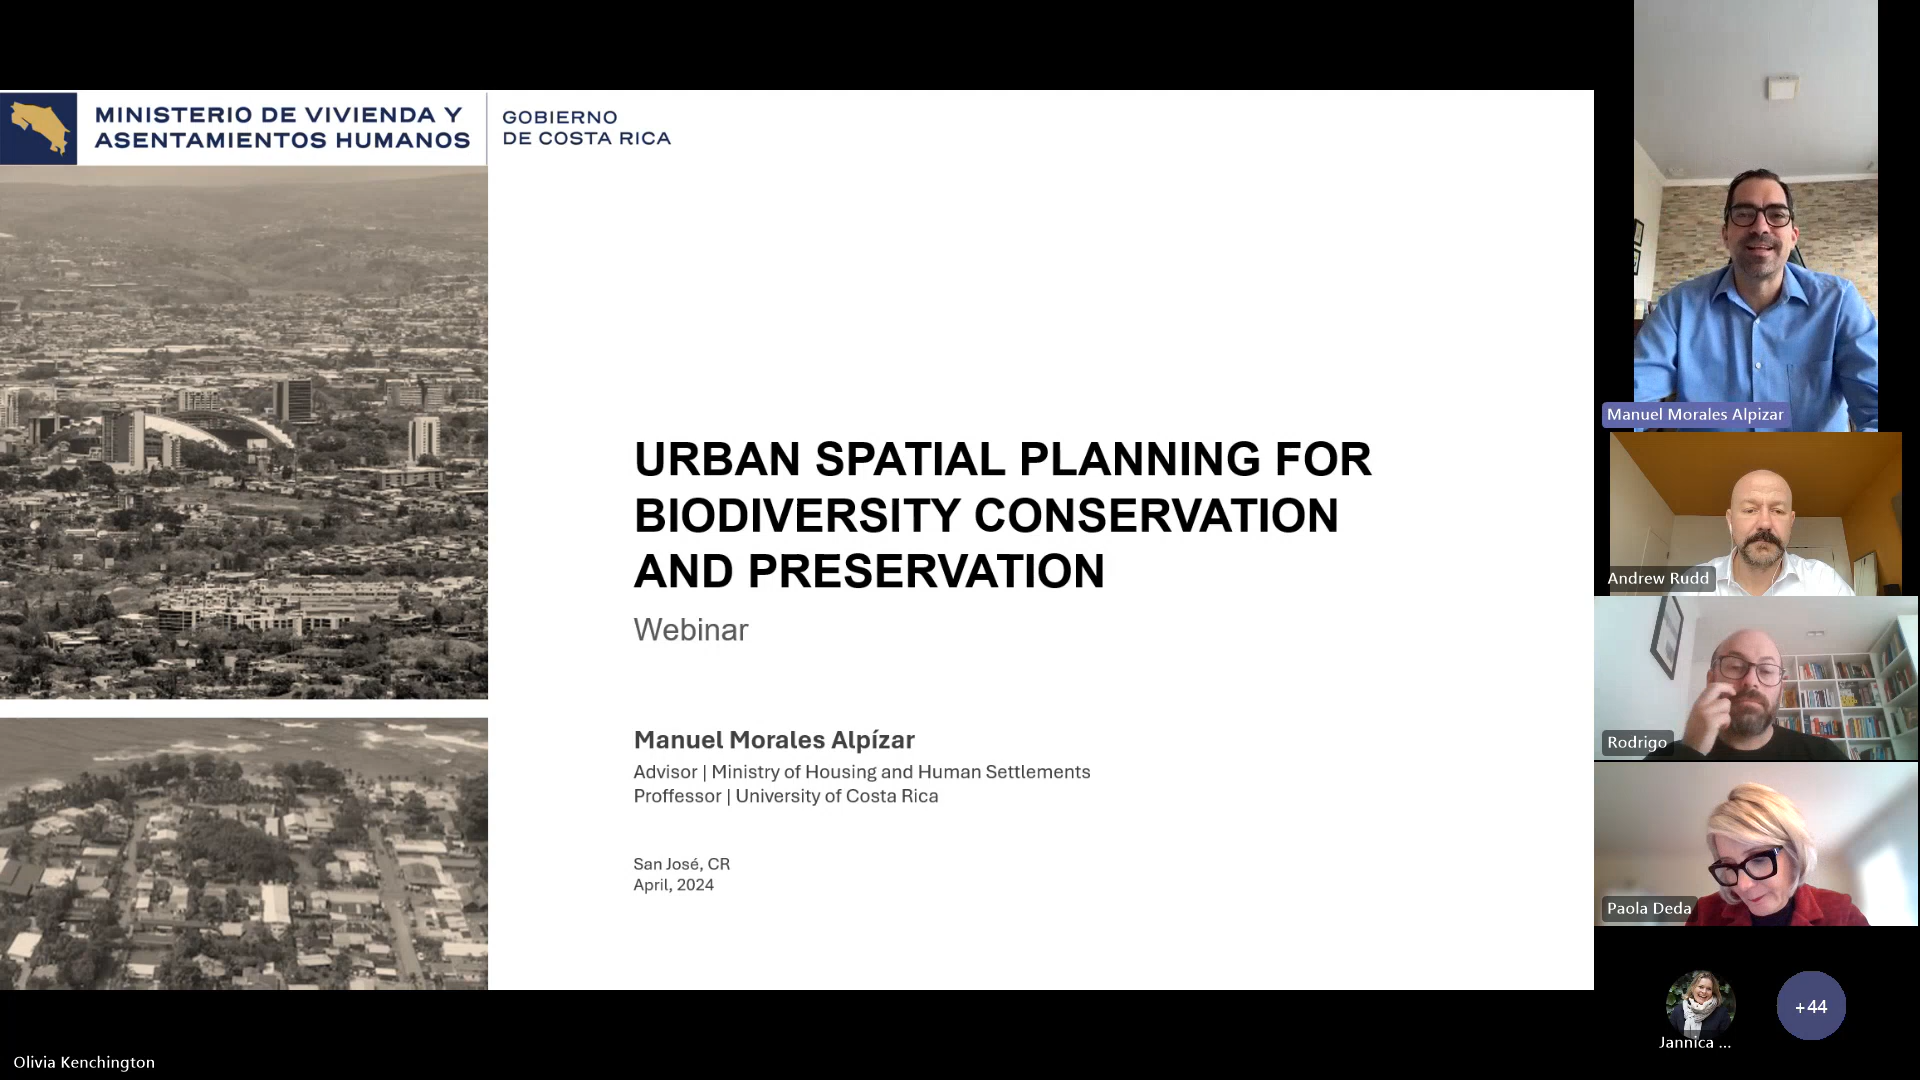 MINISTERIO DE VIVIENDA Y
ASENTAMIENTOS HUMANOS
GOBIERNO
DE COSTA RICA
URBAN SPATIAL PLANNING FOR
BIODIVERSITY CONSERVATION
AND PRESERVATION
Webinar
Manuel Morales Alpízar
Advisor | Ministry of Housing and Human Settlements
Proffessor | University of Costa Rica
San José, CR
April, 2024
Manuel Morales Alpizar
Andrew Rudd
Rodrigo
Paola Deda
Jannica ...
+44
Olivia Kenchington